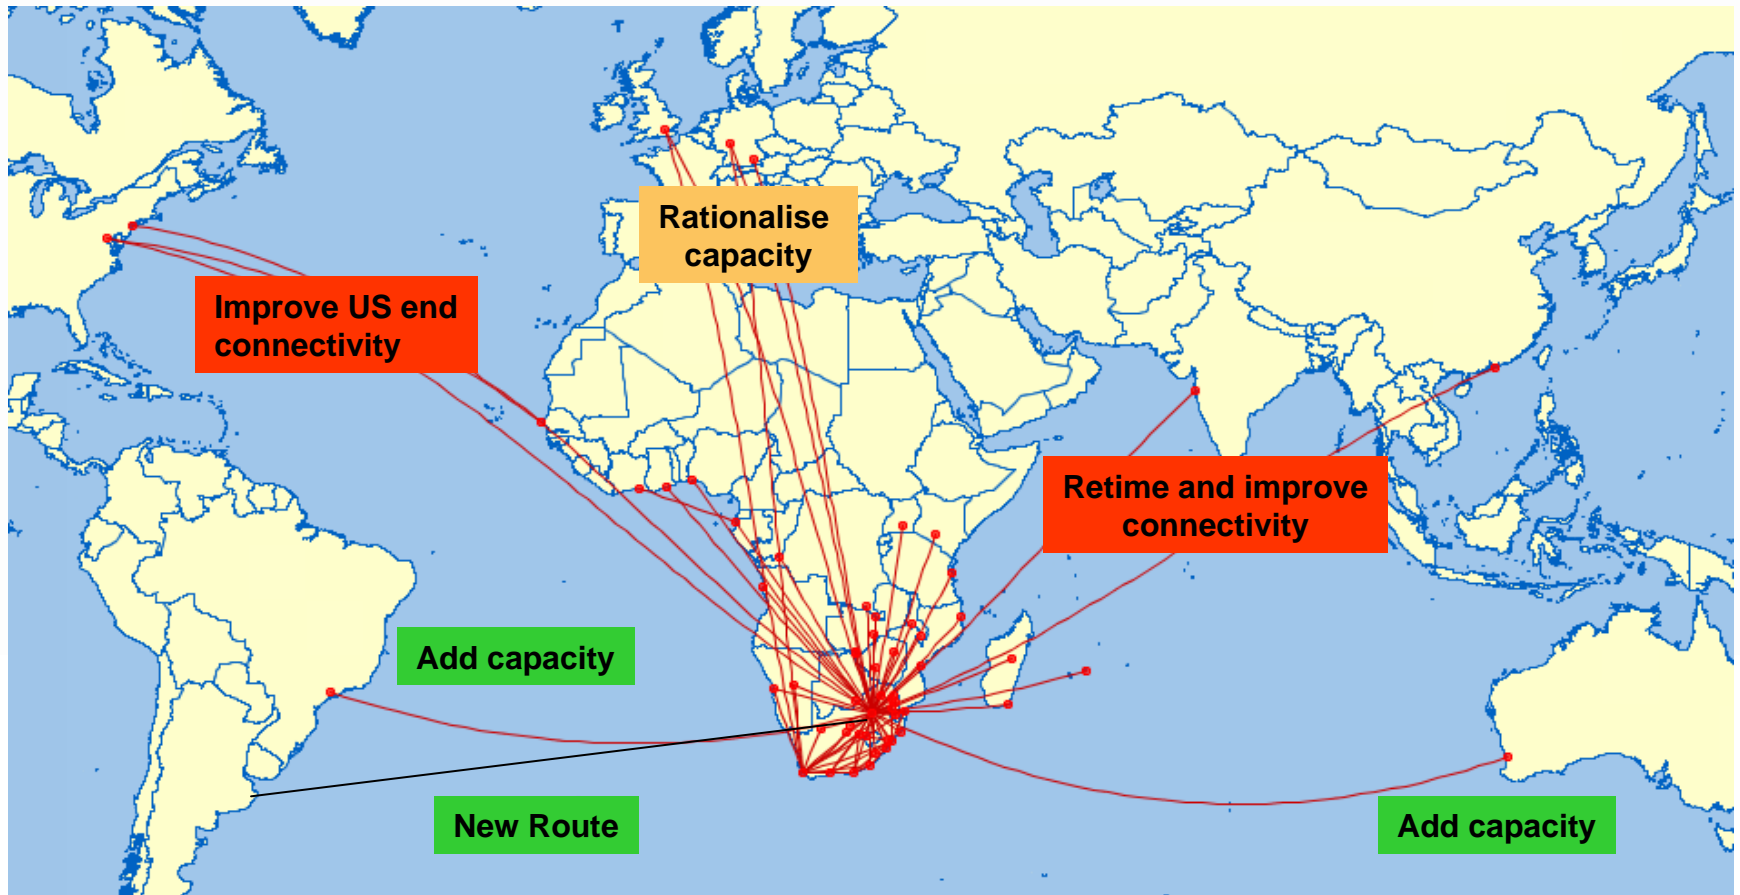 Rationalise
capacity
Improve US end
connectivity
Retime and improve
connectivity
Add capacity
New Route
Add capacity